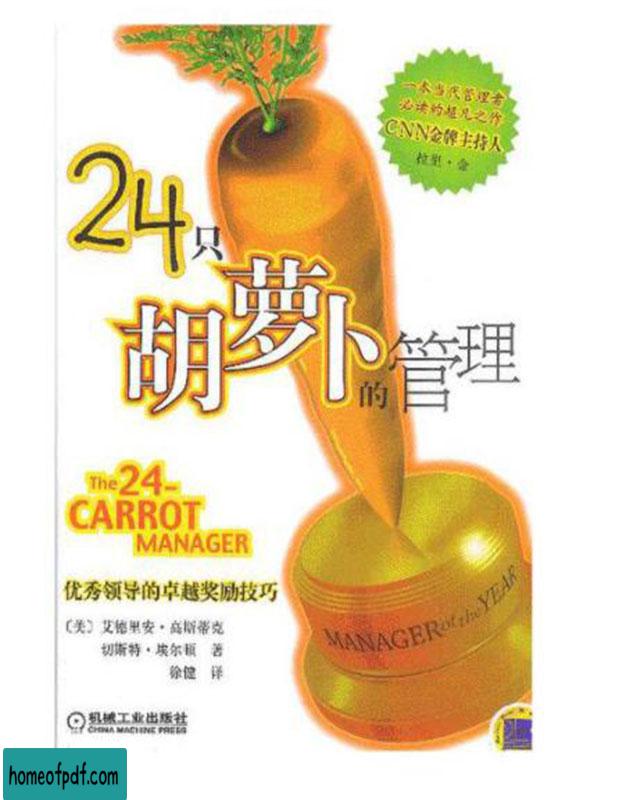 一本当代管理者
必读的超凡之作
CNN金牌主持人
拉里·金
24只
胡萝卜的管理
The 24-
CARROT
MANAGER
优秀领导的卓越奖励技巧
MANAGER of the YEAR
〔美〕艾德里安·高斯蒂克
切斯特·埃尔顿 著
徐健 译
机械工业出版社
CHINA MACHINE PRESS
homeofpdf.com